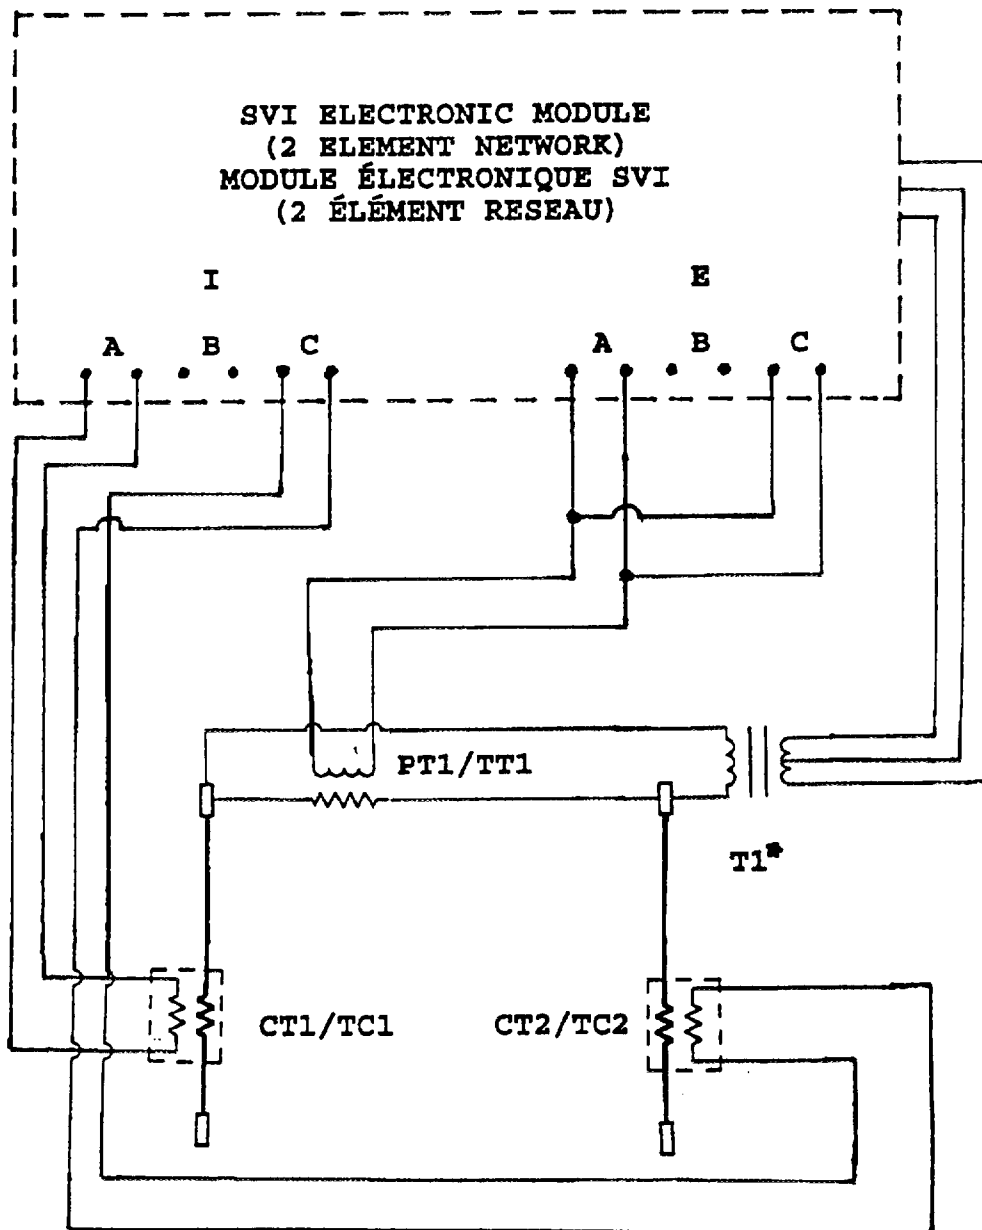 SVI ELECTRONIC MODULE
(2 ELEMENT NETWORK)
MODULE ÉLECTRONIQUE SVI
(2 ÉLÉMENT RESEAU)
I E
A B C A B C
PT1/TT1
T1*
CT1/TC1 CT2/TC2